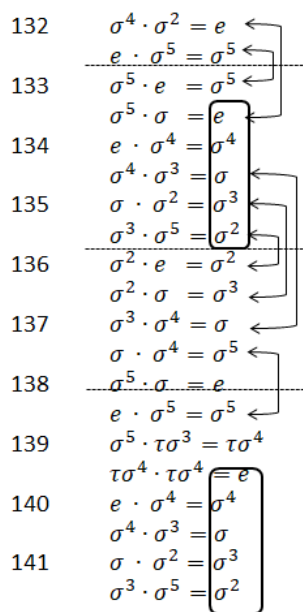 132 σ⁴ · σ² = e
e · σ⁵ = σ⁵
133 σ⁵ · e = σ⁵
σ⁵ · σ = e
134 e · σ⁴ = σ⁴
σ⁴ · σ³ = σ
135 σ · σ² = σ³
σ³ · σ⁵ = σ²
136 σ² · e = σ²
σ² · σ = σ³
137 σ³ · σ⁴ = σ
σ · σ⁴ = σ⁵
138 σ⁵ · σ = e
e · σ⁵ = σ⁵
139 σ⁵ · τσ³ = τσ⁴
τσ⁴ · τσ⁴ = e
140 e · σ⁴ = σ⁴
σ⁴ · σ³ = σ
141 σ · σ² = σ³
σ³ · σ⁵ = σ²